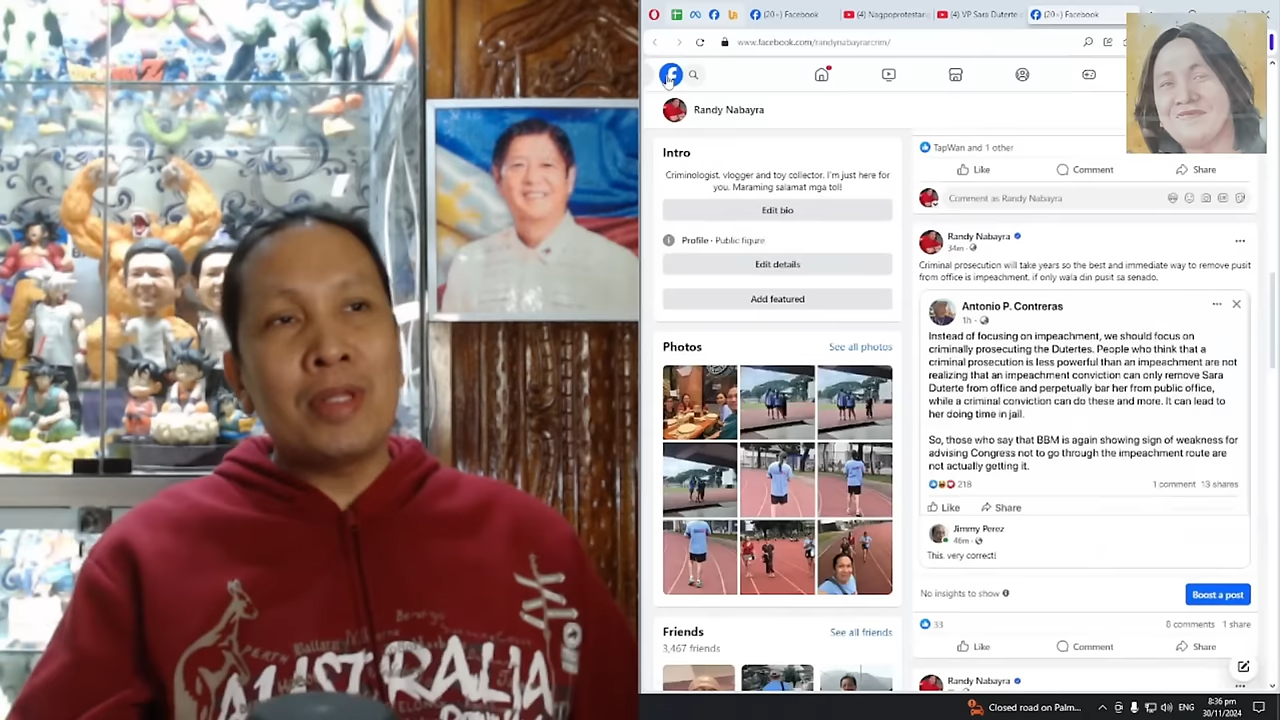 (20+) Facebook
(4) Nagpoprotestar
(4) VP Sara Duterte
(20+) Facebook
www.facebook.com/randynabayrarcrim/
Randy Nabayra
Intro
Criminologist, vlogger and toy collector. I'm just here for
you. Maraming salamat mga tol!
Edit bio
Profile · Public figure
Edit details
Add featured
Photos
See all photos
Friends
See all friends
3,467 friends
TapWan and 1 other
Like
Comment
Share
Comment as Randy Nabayra
Randy Nabayra
34m
Criminal prosecution will take years so the best and immediate way to remove pusit
from office is impeachment. if only wala din pusit sa senado.
Antonio P. Contreras
1h
Instead of focusing on impeachment, we should focus on
criminally prosecuting the Dutertes. People who think that a
criminal prosecution is less powerful than an impeachment are not
realizing that an impeachment conviction can only remove Sara
Duterte from office and perpetually bar her from public office,
while a criminal conviction can do these and more. It can lead to
her doing time in jail.
So, those who say that BBM is again showing sign of weakness for
advising Congress not to go through the impeachment route are
not actually getting it.
218
1 comment 13 shares
Like
Share
Jimmy Perez
46m
This. very correct!
No insights to show
Boost a post
33
8 comments 1 share
Like
Comment
Share
Randy Nabayra
AUSTRALIA
PERTH
Closed road on Palm...
8:36 pm
30/11/2024